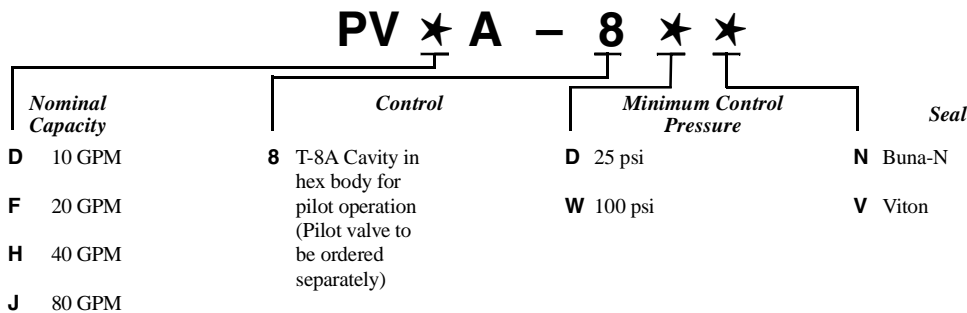 PV ✶ A – 8 ✶ ✶
Nominal
Capacity
D 10 GPM
F 20 GPM
H 40 GPM
J 80 GPM
Control
8 T-8A Cavity in
hex body for
pilot operation
(Pilot valve to
be ordered
separately)
Minimum Control
Pressure
D 25 psi
W 100 psi
Seal
N Buna-N
V Viton